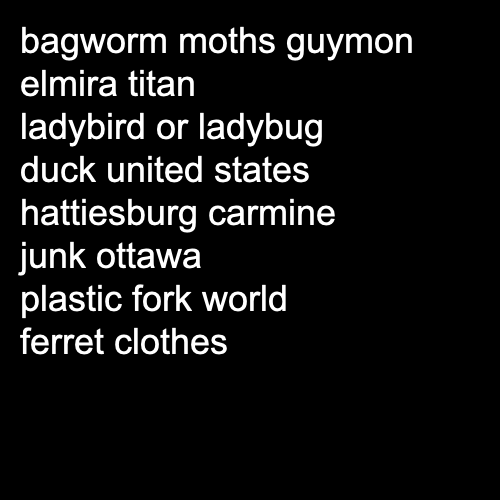 bagworm moths guymon
elmira titan
ladybird or ladybug
duck united states
hattiesburg carmine
junk ottawa
plastic fork world
ferret clothes